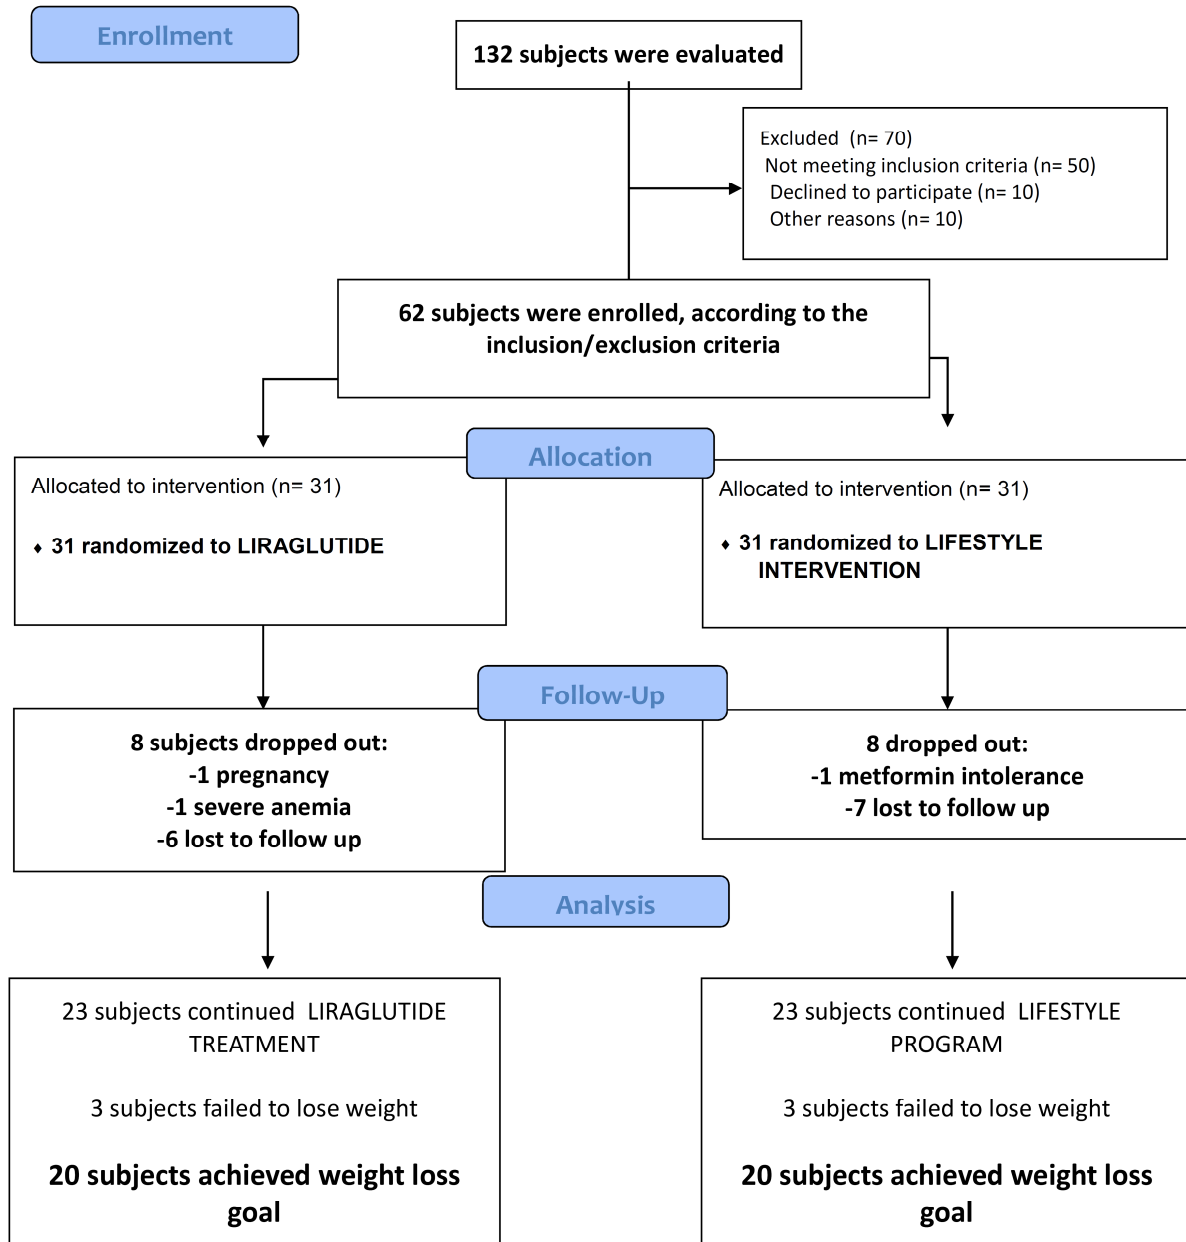 Enrollment
132 subjects were evaluated
Excluded (n= 70)
Not meeting inclusion criteria (n= 50)
Declined to participate (n= 10)
Other reasons (n= 10)
62 subjects were enrolled, according to the
inclusion/exclusion criteria
Allocation
Allocated to intervention (n= 31)
♦ 31 randomized to LIRAGLUTIDE
Allocated to intervention (n= 31)
♦ 31 randomized to LIFESTYLE
INTERVENTION
Follow-Up
8 subjects dropped out:
-1 pregnancy
-1 severe anemia
-6 lost to follow up
8 dropped out:
-1 metformin intolerance
-7 lost to follow up
Analysis
23 subjects continued LIRAGLUTIDE
TREATMENT
3 subjects failed to lose weight
20 subjects achieved weight loss
goal
23 subjects continued LIFESTYLE
PROGRAM
3 subjects failed to lose weight
20 subjects achieved weight loss
goal